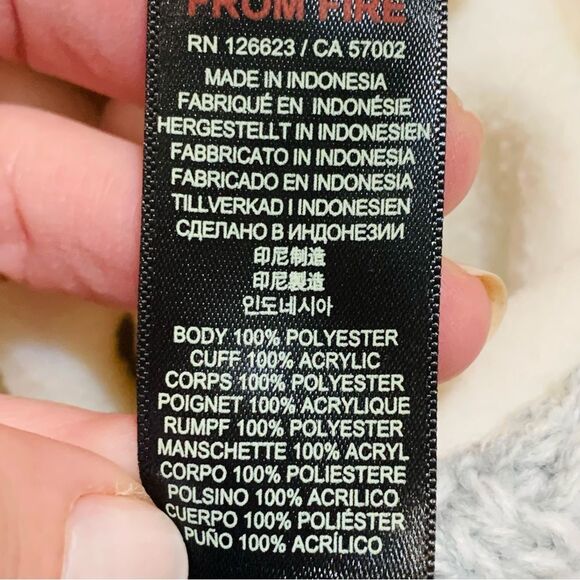 FROM FIRE
RN 126623 / CA 57002
MADE IN INDONESIA
FABRIQUÉ EN INDONÉSIE
HERGESTELLT IN INDONESIEN
FABBRICATO IN INDONESIA
FABRICADO EN INDONESIA
TILLVERKAD I INDONESIEN
СДЕЛАНО В ИНДОНЕЗИИ
印尼制造
印尼製造
인도네시아
BODY 100% POLYESTER
CUFF 100% ACRYLIC
CORPS 100% POLYESTER
POIGNET 100% ACRYLIQUE
RUMPF 100% POLYESTER
MANSCHETTE 100% ACRYL
CORPO 100% POLIESTERE
POLSINO 100% ACRILICO
CUERPO 100% POLIÉSTER
PUÑO 100% ACRÍLICO